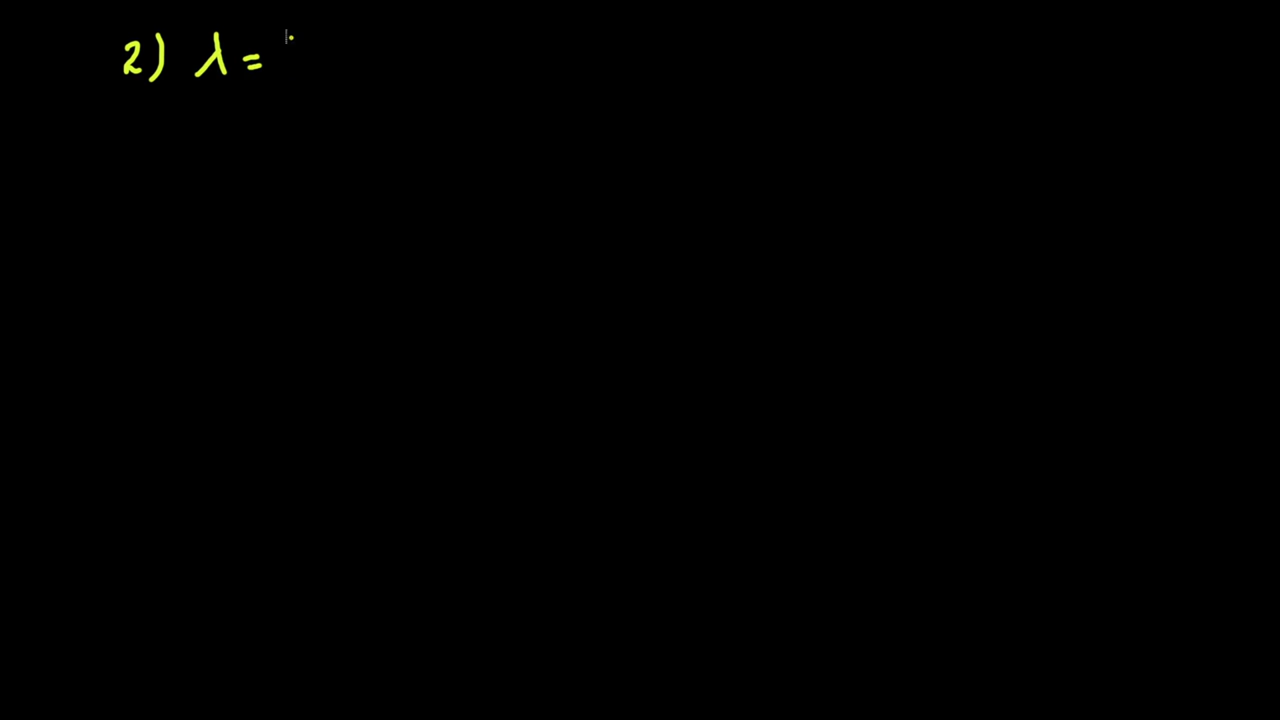 2) λ =